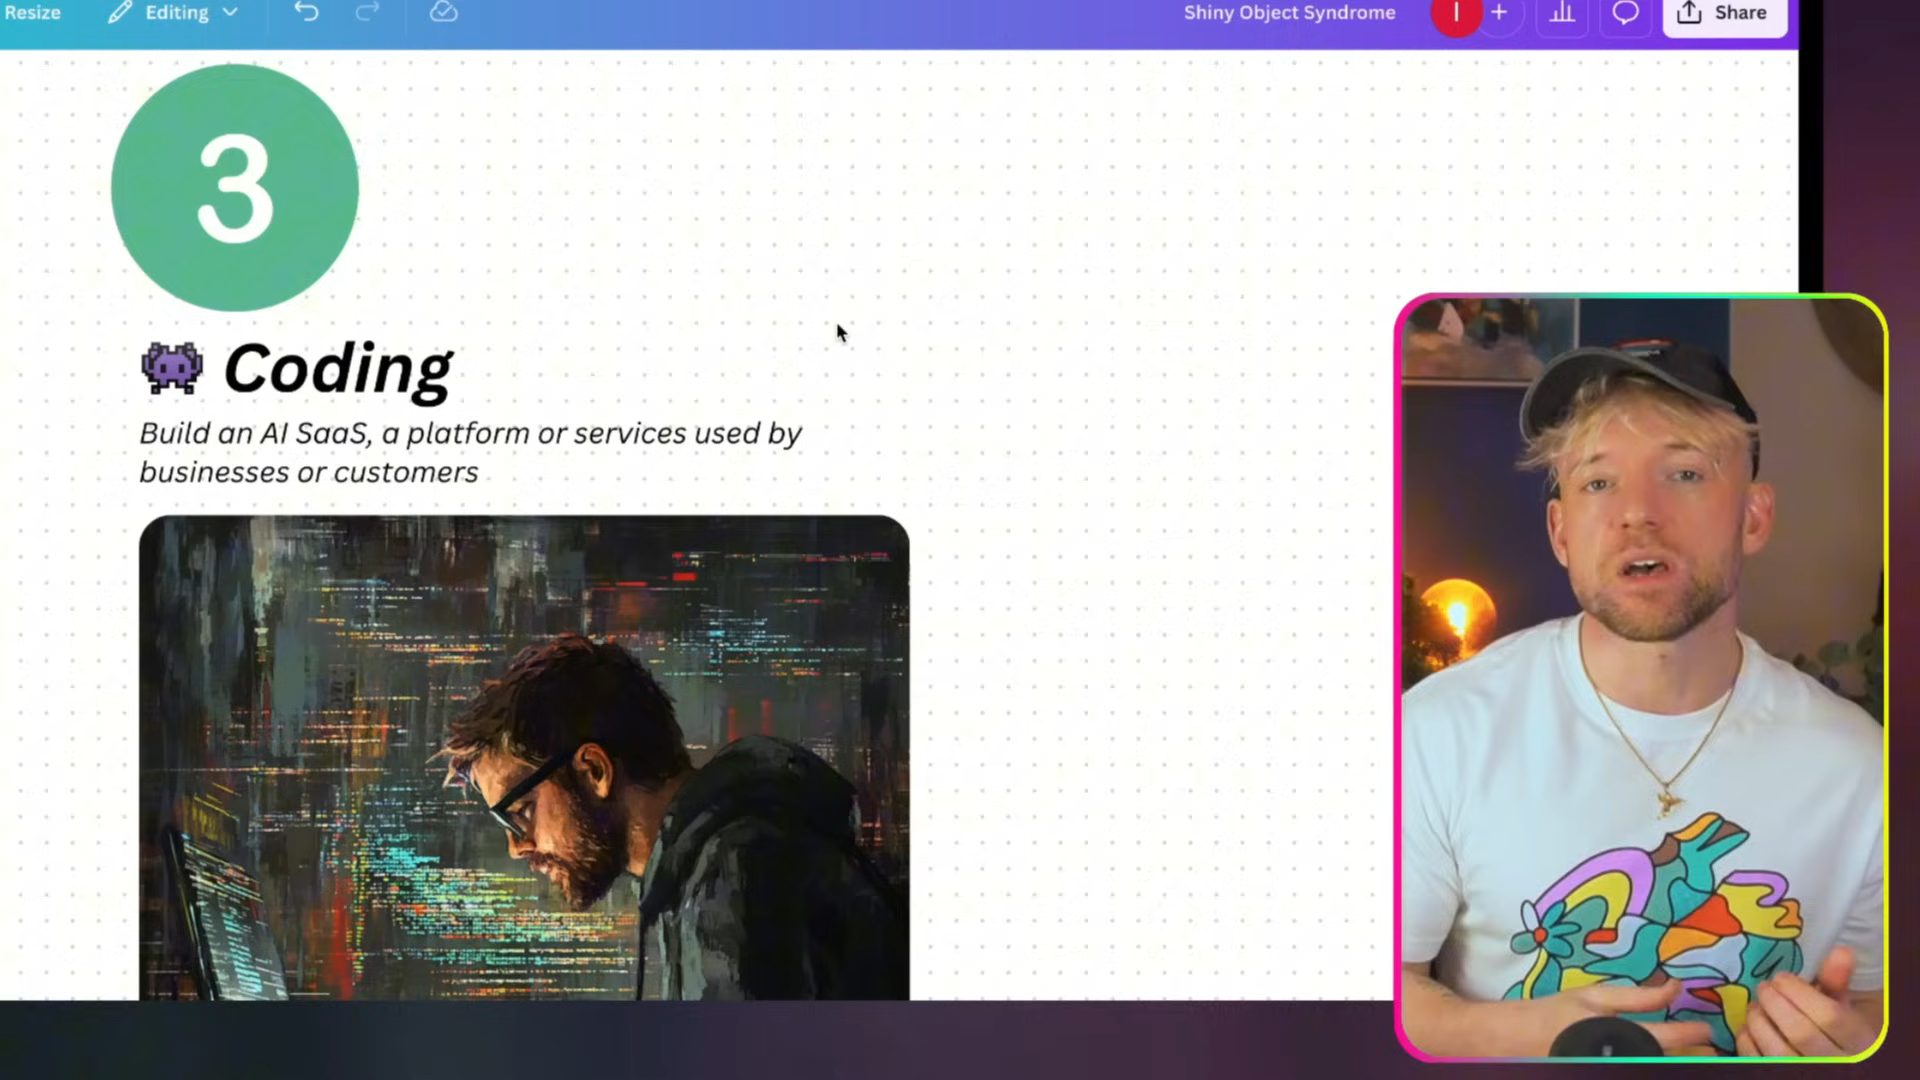 Resize
Editing
Shiny Object Syndrome
I
+
Share
3
Coding
Build an AI SaaS, a platform or services used by
businesses or customers